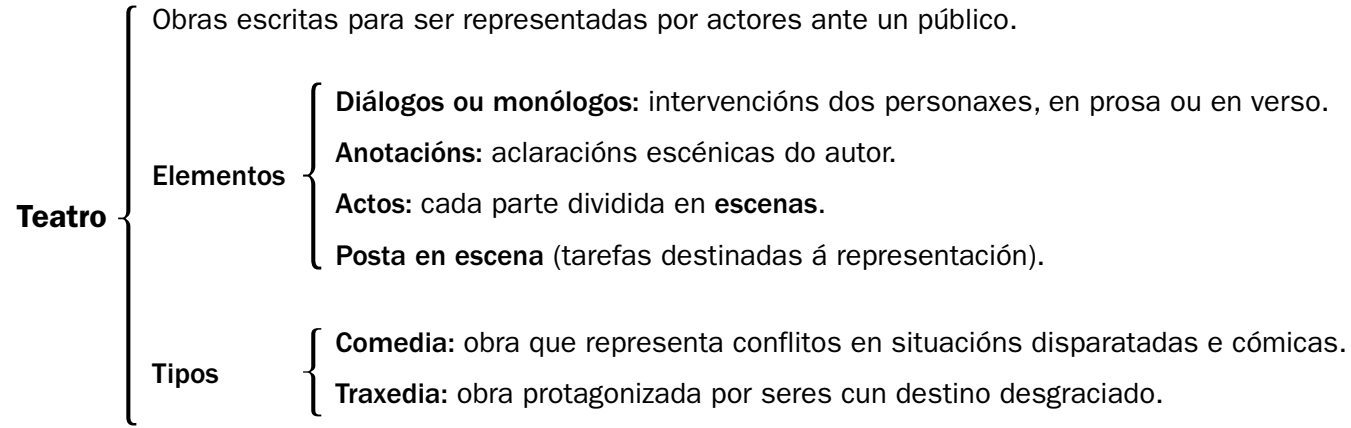 Obras escritas para ser representadas por actores ante un público.
Diálogos ou monólogos: intervencións dos personaxes, en prosa ou en verso.
Anotacións: aclaracións escénicas do autor.
Elementos
Actos: cada parte dividida en escenas.
Teatro
Posta en escena (tarefas destinadas á representación).
Comedia: obra que representa conflitos en situacións disparatadas e cómicas.
Tipos
Traxedia: obra protagonizada por seres cun destino desgraciado.